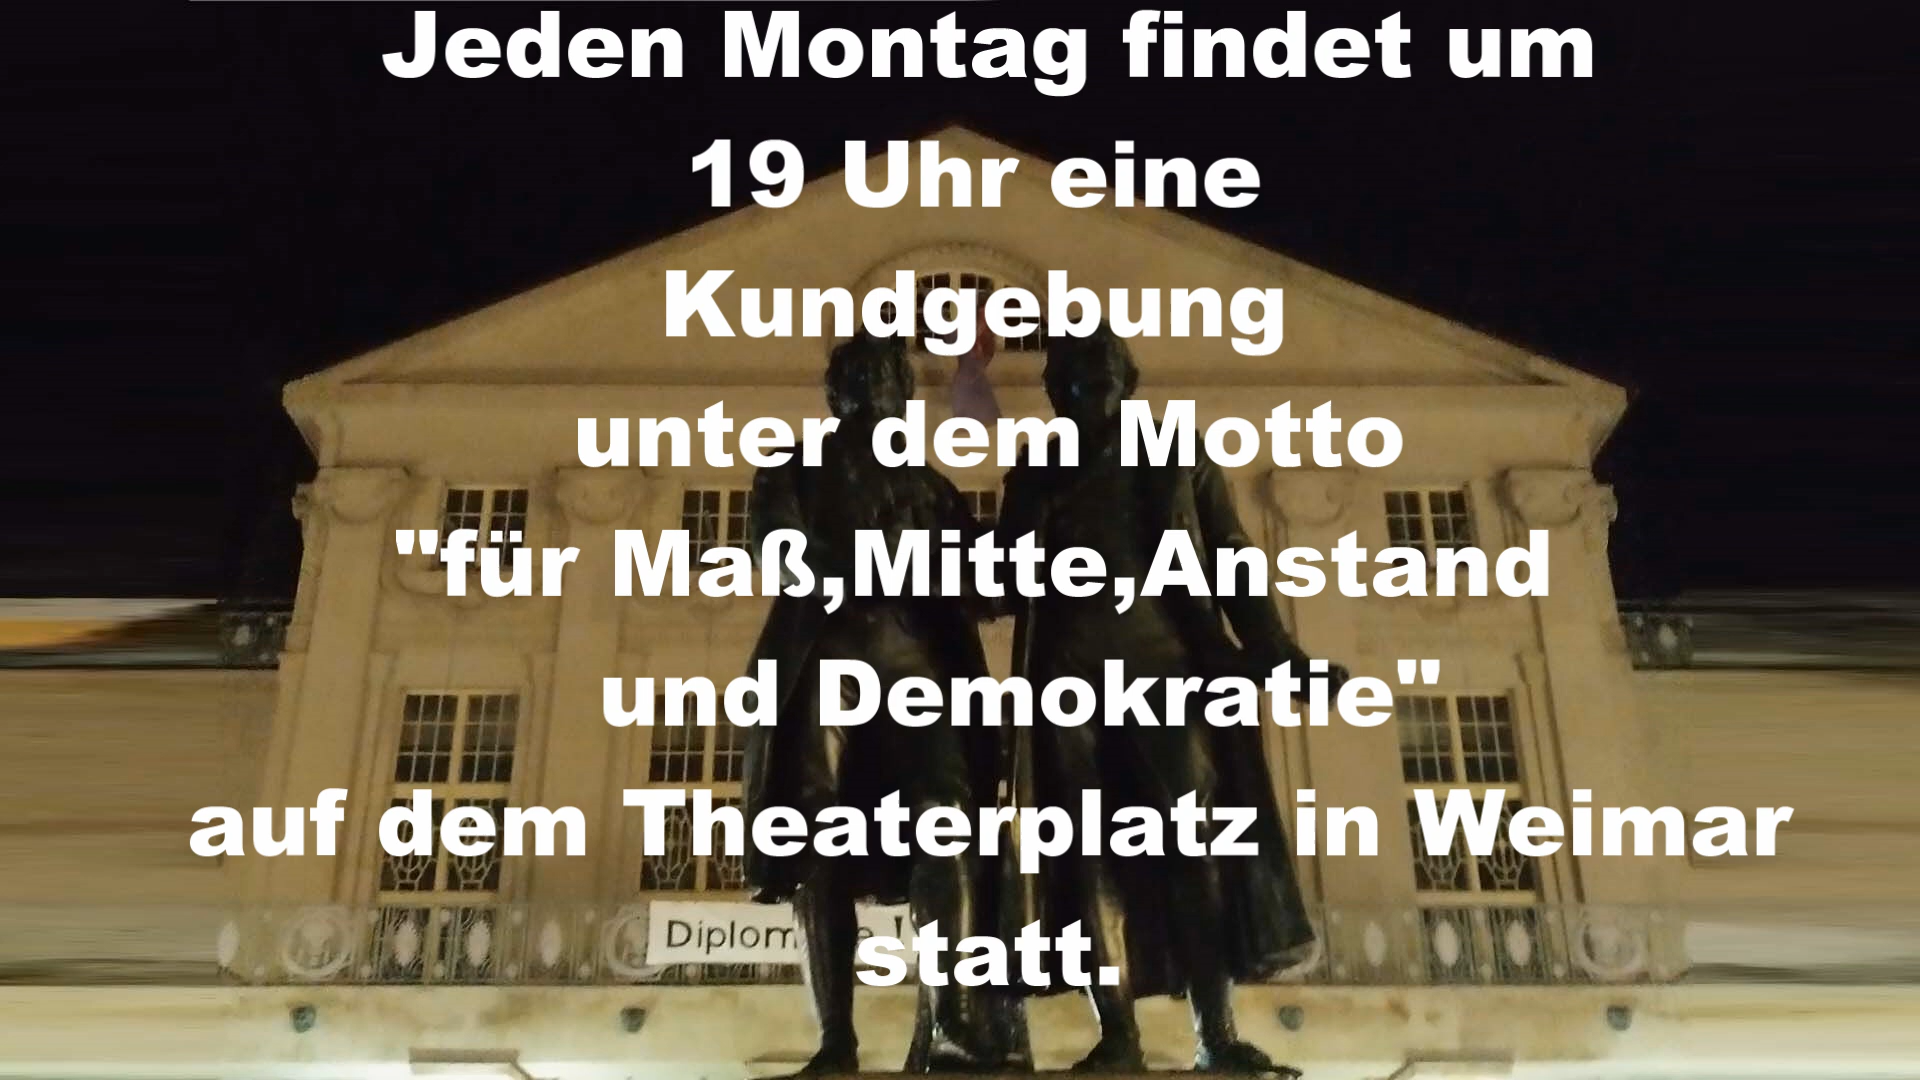 Jeden Montag findet um
19 Uhr eine
Kundgebung
unter dem Motto
"für Maß,Mitte,Anstand
und Demokratie"
auf dem Theaterplatz in Weimar
statt.